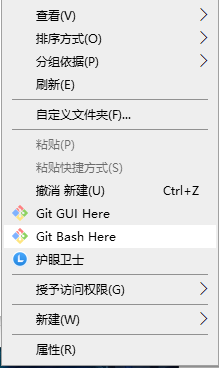 查看(V)
排序方式(O)
分组依据(P)
刷新(E)
自定义文件夹(F)...
粘贴(P)
粘贴快捷方式(S)
撤消 新建(U) Ctrl+Z
Git GUI Here
Git Bash Here
护眼卫士
授予访问权限(G)
新建(W)
属性(R)